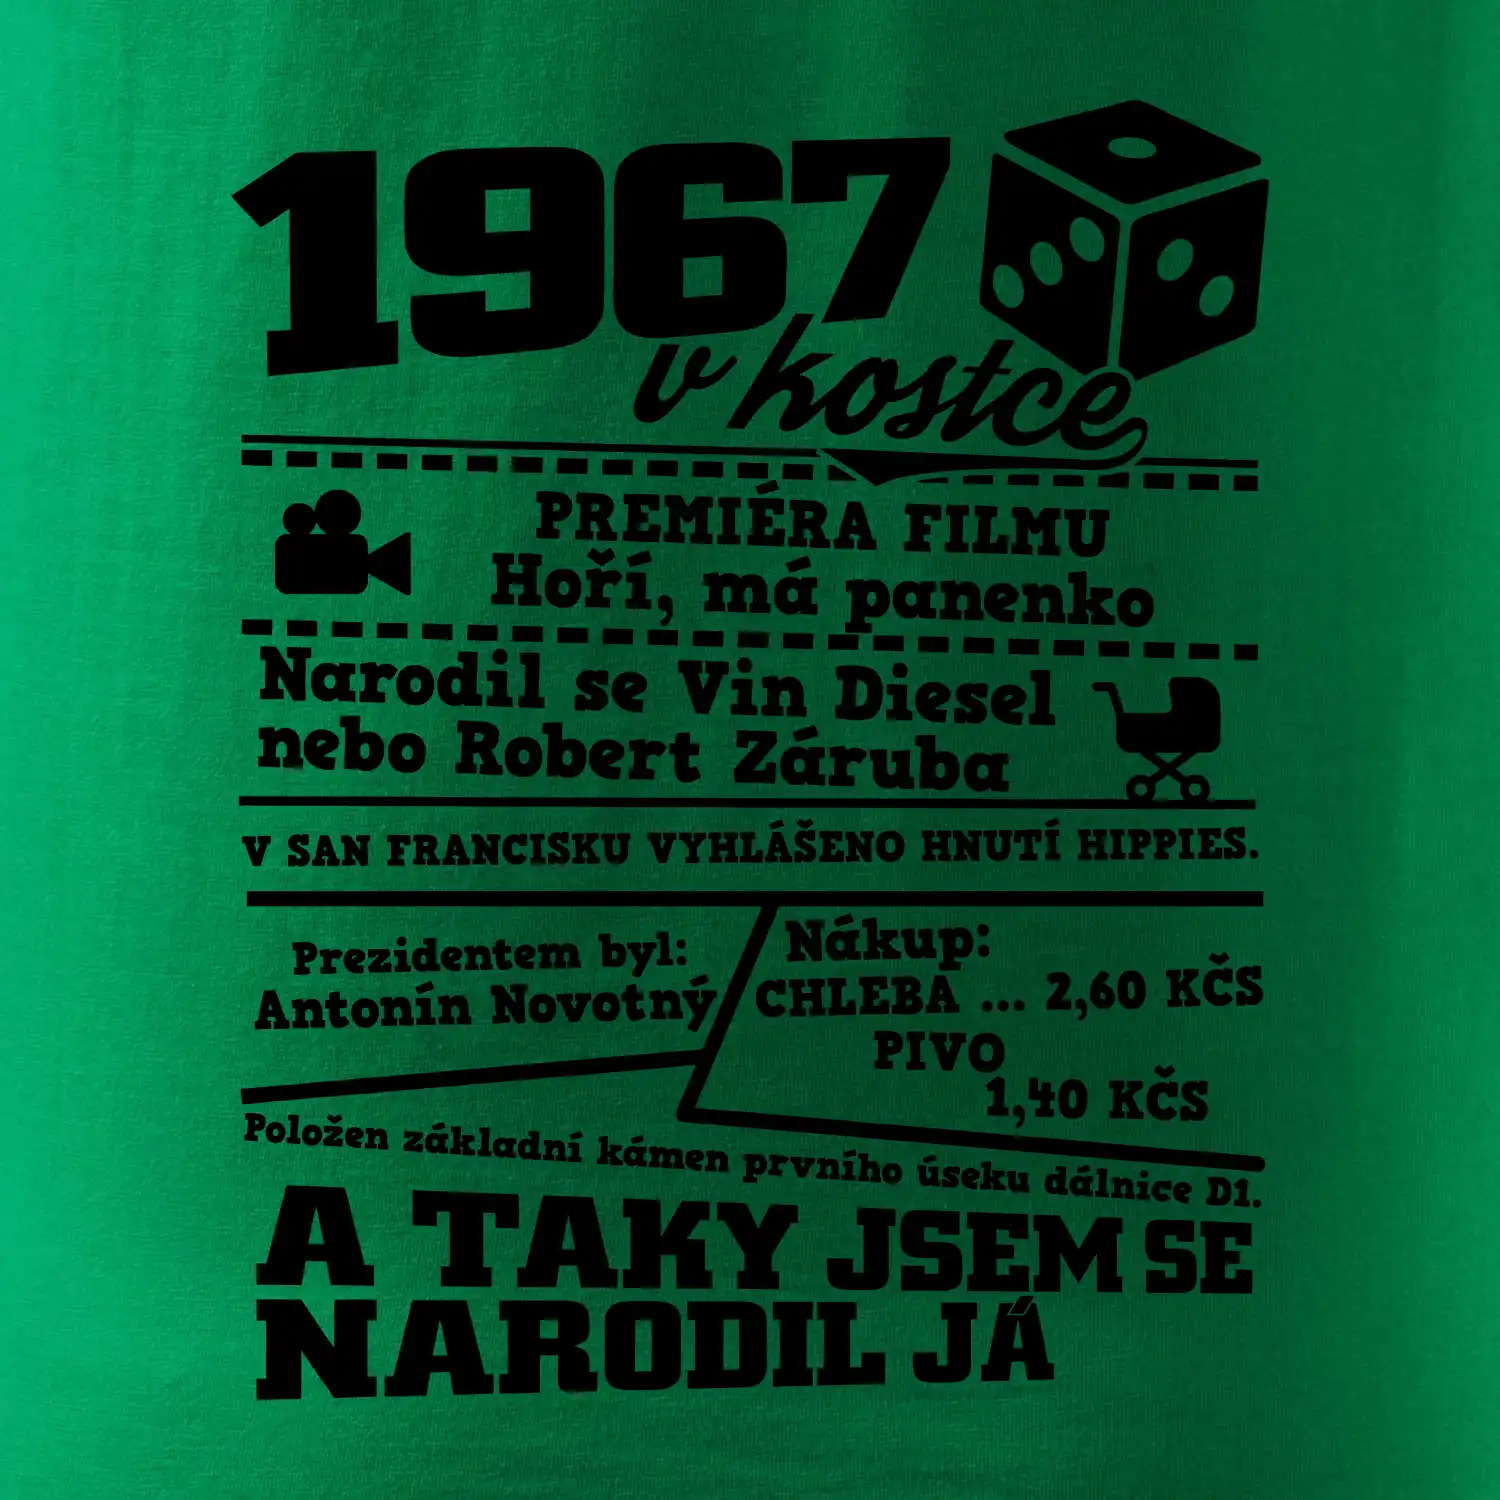 1967
v kostce
PREMIÉRA FILMU
Hoří, má panenko
Narodil se Vin Diesel
nebo Robert Záruba
V SAN FRANCISKU VYHLÁŠENO HNUTÍ HIPPIES.
Prezidentem byl:
Antonín Novotný
Nákup:
CHLEBA ... 2,60 KČS
PIVO
1,40 KČS
Položen základní kámen prvního úseku dálnice D1.
A TAKY JSEM SE
NARODIL JÁ